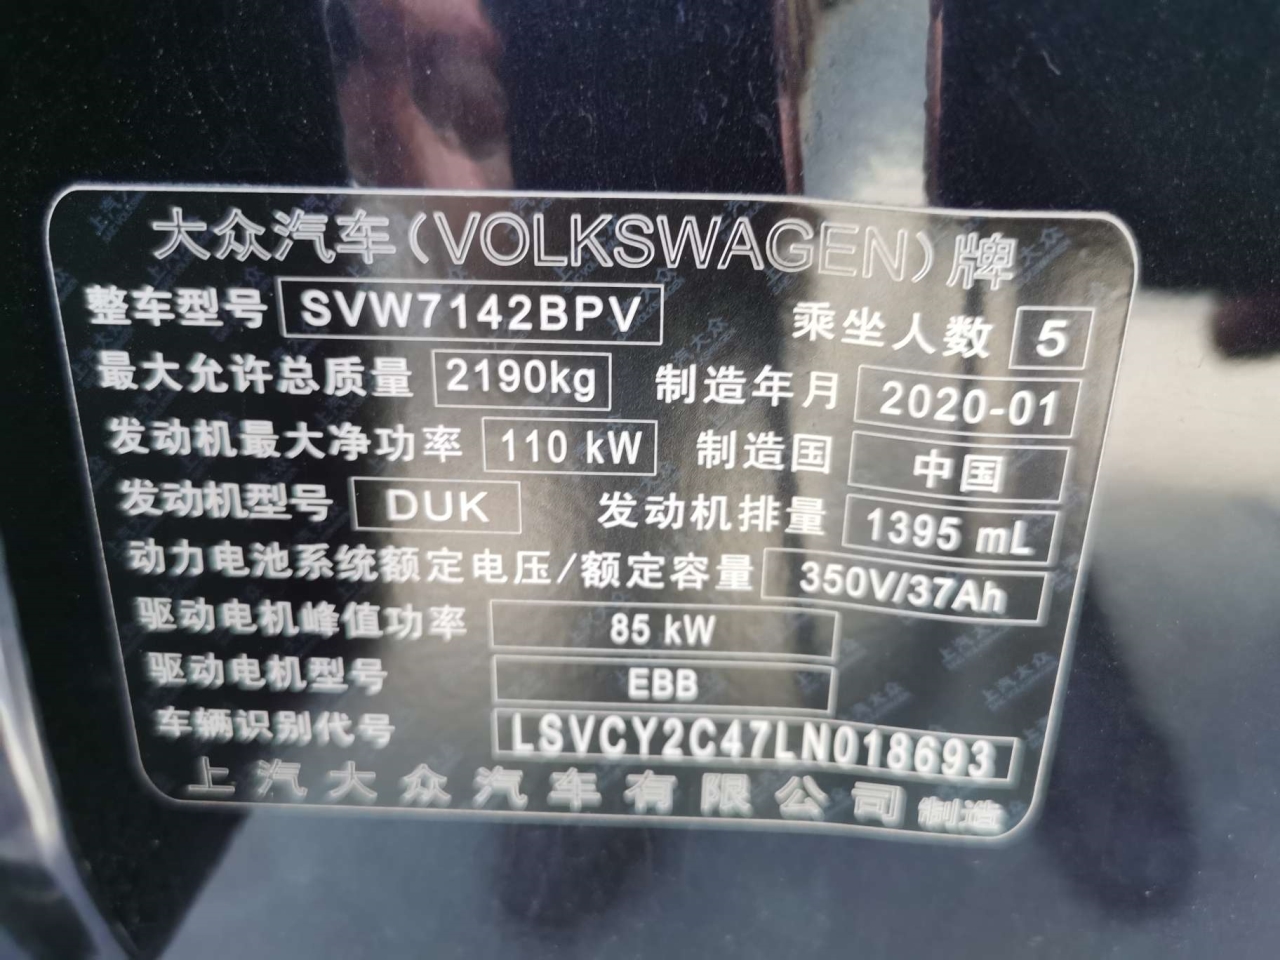 大众汽车(VOLKSWAGEN)牌
整车型号 SVW7142BPV 乘坐人数 5
最大允许总质量 2190kg 制造年月 2020-01
发动机最大净功率 110 kW 制造国 中国
发动机型号 DUK 发动机排量 1395 mL
动力电池系统额定电压/额定容量 350V/37Ah
驱动电机峰值功率 85 kW
驱动电机型号 EBB
车辆识别代号 LSVCY2C47LN018693
上汽大众汽车有限公司制造